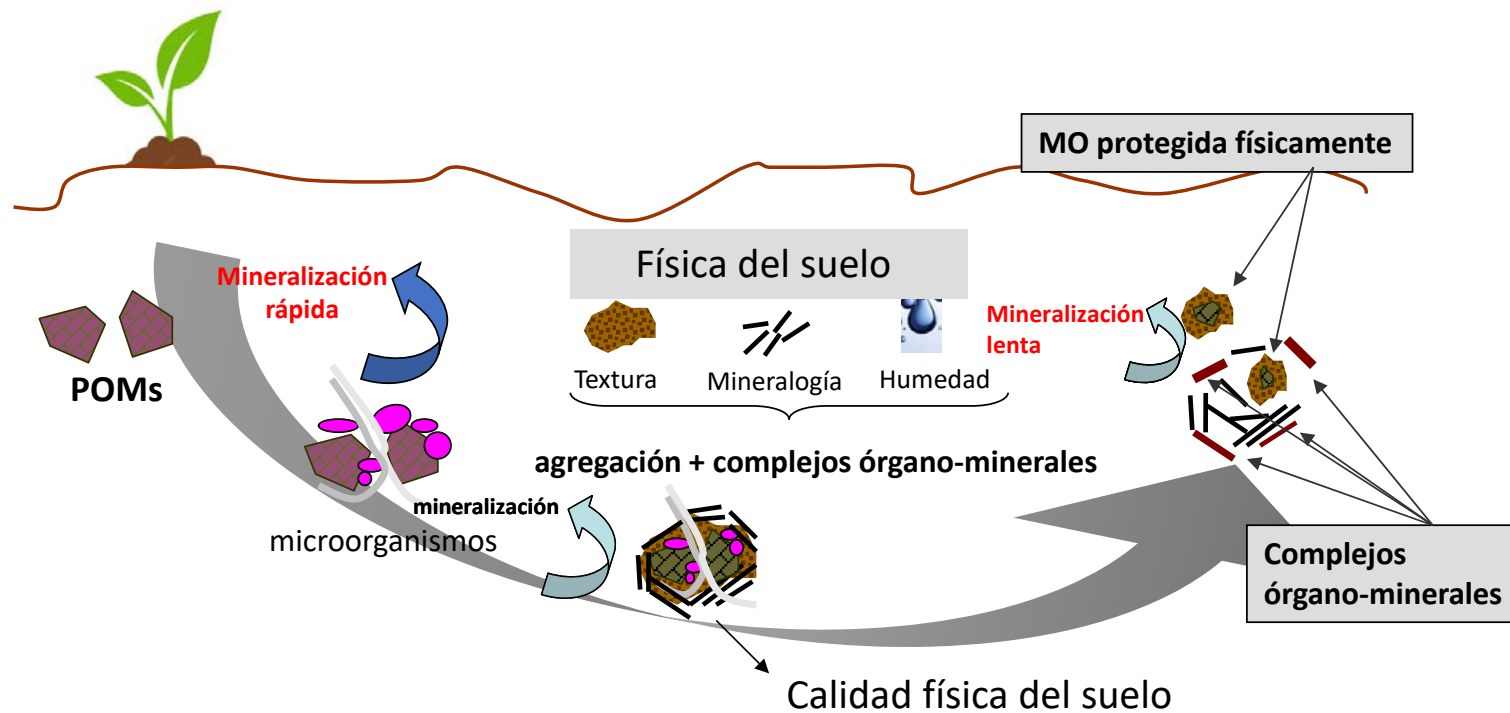 MO protegida físicamente
Física del suelo
Mineralización
rápida
Mineralización
lenta
POMs
Textura
Mineralogía
Humedad
agregación + complejos órgano-minerales
mineralización
microorganismos
Complejos
órgano-minerales
Calidad física del suelo